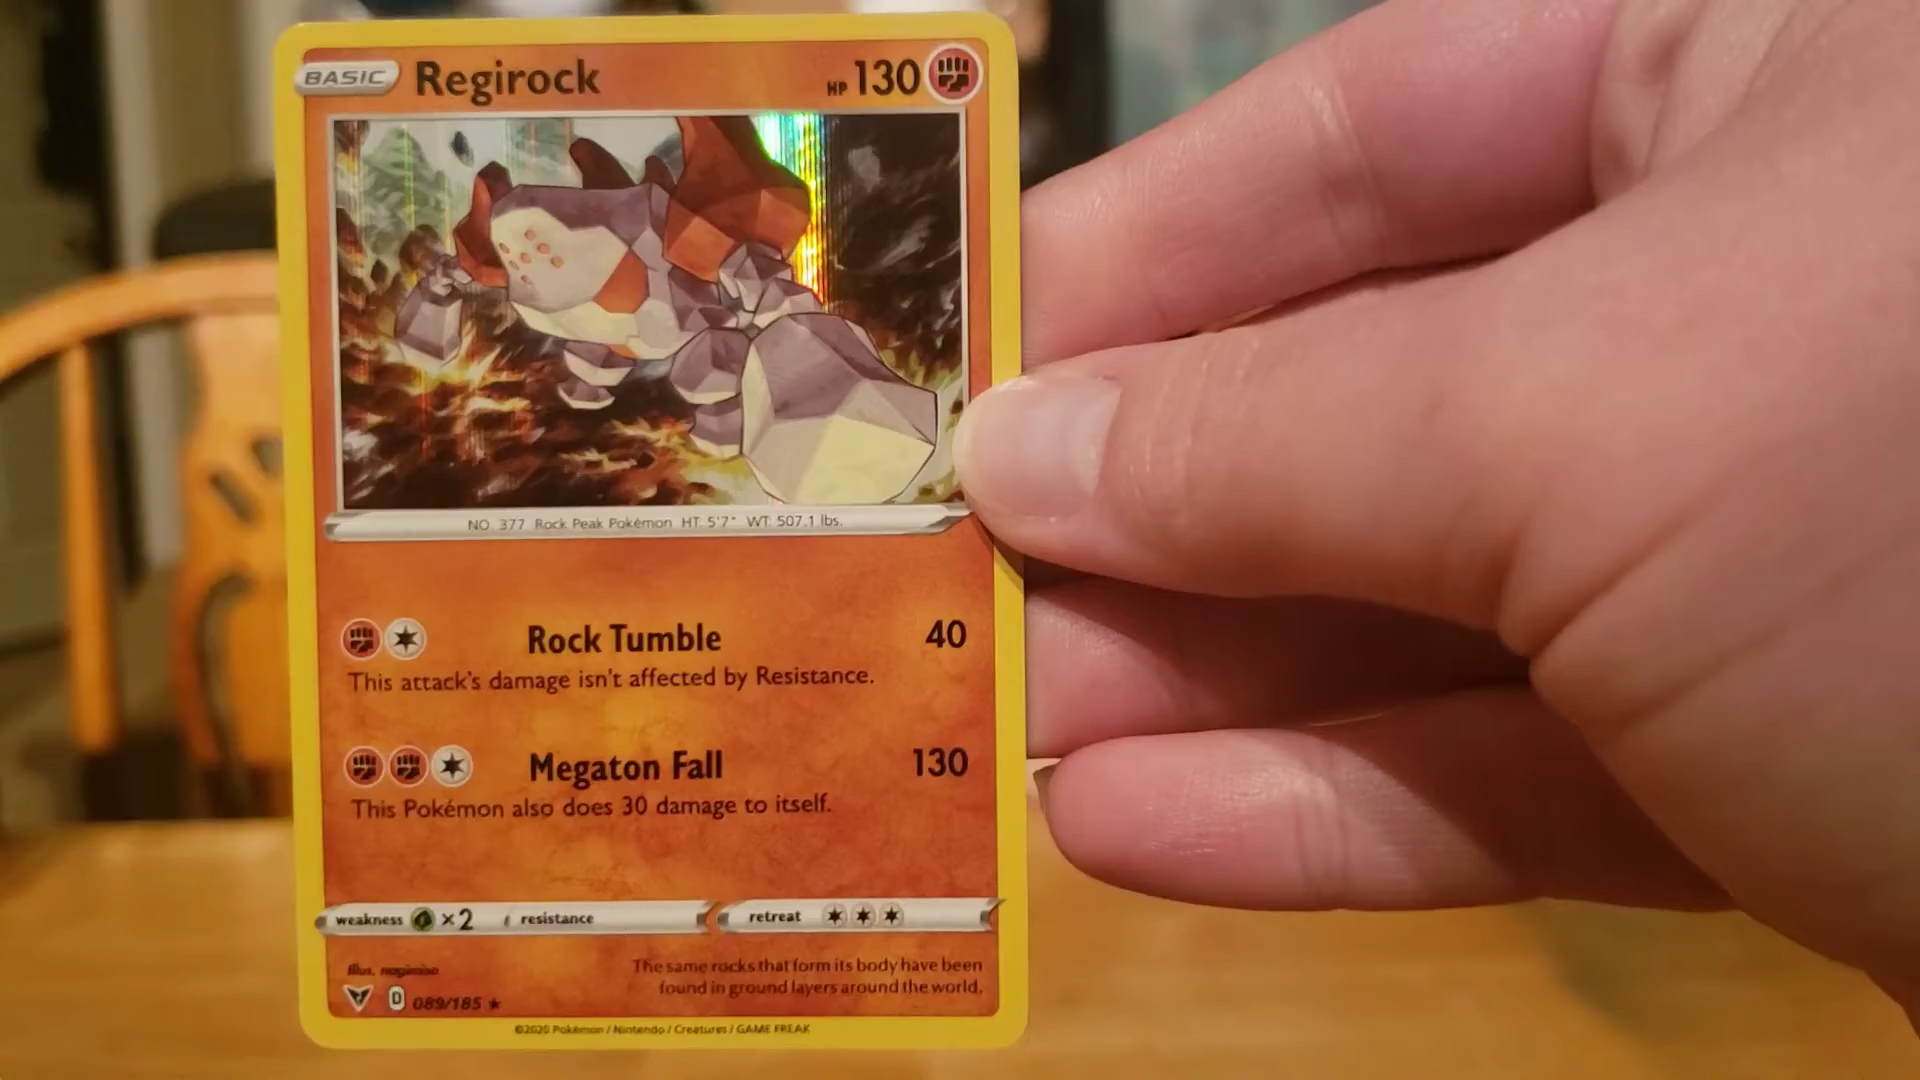 BASIC Regirock HP 130
NO. 377 Rock Peak Pokémon HT: 5'7" WT: 507.1 lbs.
Rock Tumble 40
This attack's damage isn't affected by Resistance.
Megaton Fall 130
This Pokémon also does 30 damage to itself.
weakness ×2 resistance retreat
Illus. nagimiso
The same rocks that form its body have been
found in ground layers around the world.
D 089/185
©2020 Pokémon / Nintendo / Creatures / GAME FREAK